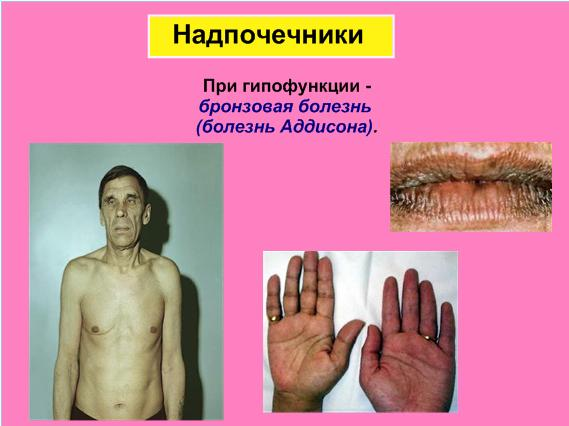 Надпочечники
При гипофункции -
бронзовая болезнь
(болезнь Аддисона).